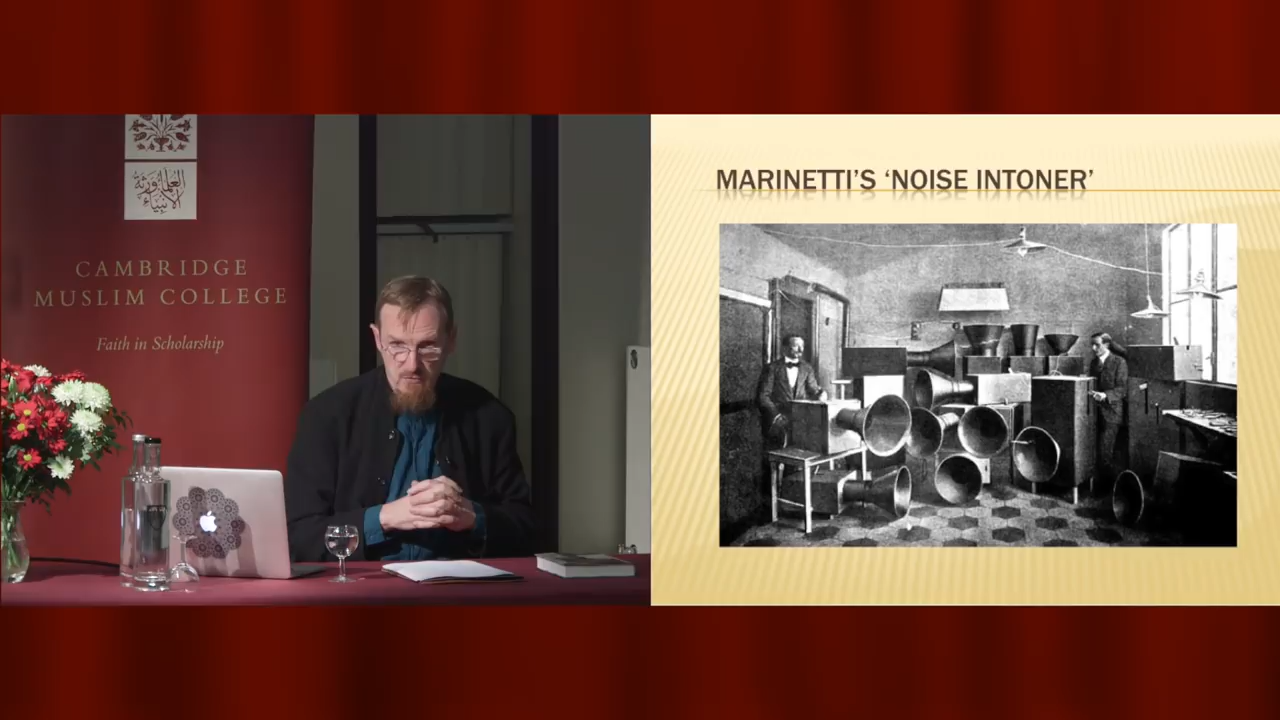 العلماء ورثة
الأنبياء
CAMBRIDGE
MUSLIM COLLEGE
Faith in Scholarship
MARINETTI'S ‘NOISE INTONER’